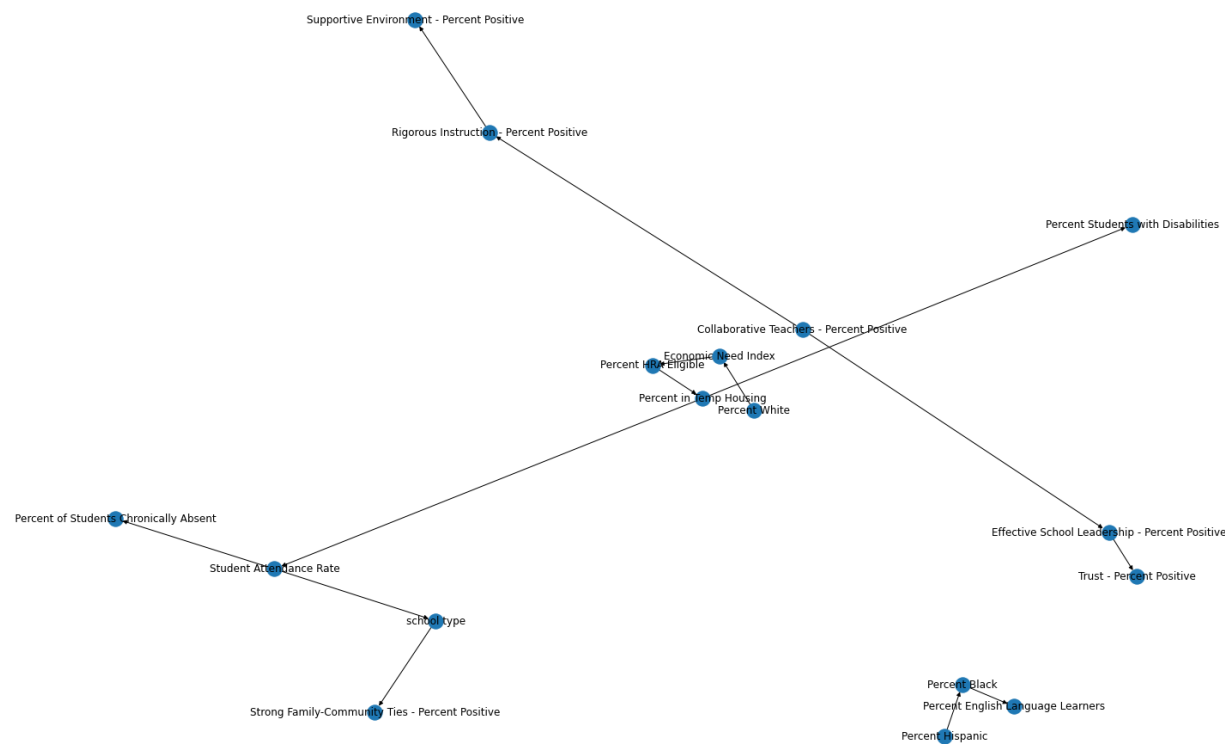 Supportive Environment - Percent Positive
Rigorous Instruction - Percent Positive
Percent Students with Disabilities
Collaborative Teachers - Percent Positive
Economic Need Index
Percent HRA Eligible
Percent in Temp Housing
Percent White
Percent of Students Chronically Absent
Effective School Leadership - Percent Positive
Student Attendance Rate
Trust - Percent Positive
school type
Percent Black
Percent English Language Learners
Strong Family-Community Ties - Percent Positive
Percent Hispanic